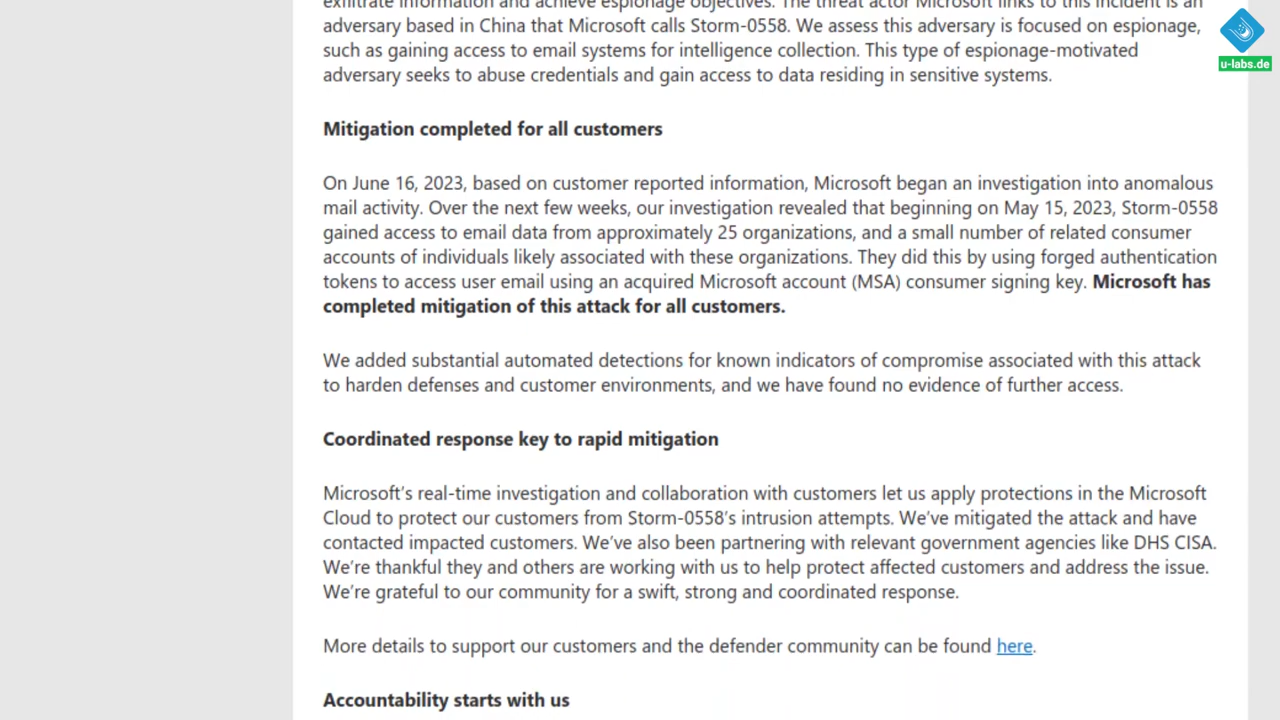 exfiltrate information and achieve espionage objectives. The threat actor Microsoft links to this incident is an
adversary based in China that Microsoft calls Storm-0558. We assess this adversary is focused on espionage,
such as gaining access to email systems for intelligence collection. This type of espionage-motivated
adversary seeks to abuse credentials and gain access to data residing in sensitive systems.
Mitigation completed for all customers
On June 16, 2023, based on customer reported information, Microsoft began an investigation into anomalous
mail activity. Over the next few weeks, our investigation revealed that beginning on May 15, 2023, Storm-0558
gained access to email data from approximately 25 organizations, and a small number of related consumer
accounts of individuals likely associated with these organizations. They did this by using forged authentication
tokens to access user email using an acquired Microsoft account (MSA) consumer signing key. Microsoft has
completed mitigation of this attack for all customers.
We added substantial automated detections for known indicators of compromise associated with this attack
to harden defenses and customer environments, and we have found no evidence of further access.
Coordinated response key to rapid mitigation
Microsoft’s real-time investigation and collaboration with customers let us apply protections in the Microsoft
Cloud to protect our customers from Storm-0558’s intrusion attempts. We’ve mitigated the attack and have
contacted impacted customers. We’ve also been partnering with relevant government agencies like DHS CISA.
We’re thankful they and others are working with us to help protect affected customers and address the issue.
We’re grateful to our community for a swift, strong and coordinated response.
More details to support our customers and the defender community can be found here.
Accountability starts with us
u-labs.de